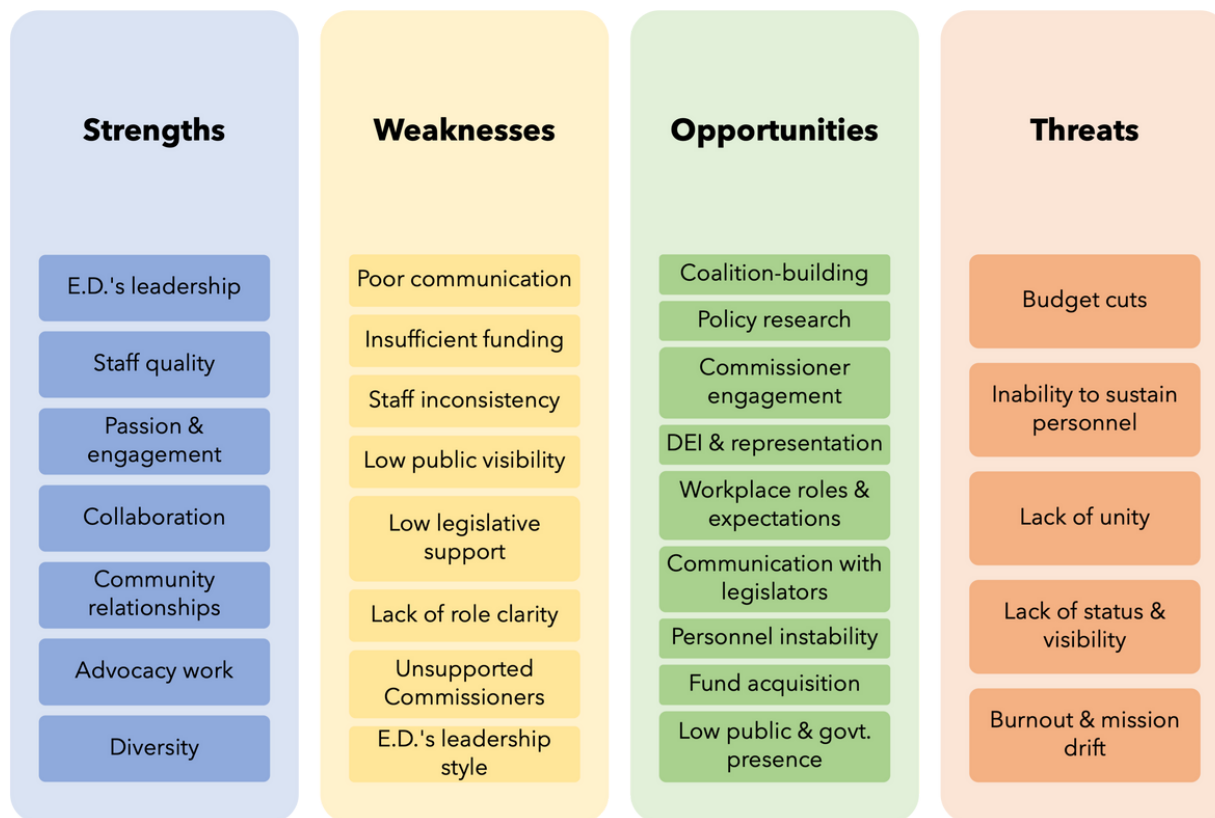 Strengths
E.D.'s leadership
Staff quality
Passion &
engagement
Collaboration
Community
relationships
Advocacy work
Diversity
Weaknesses
Poor communication
Insufficient funding
Staff inconsistency
Low public visibility
Low legislative
support
Lack of role clarity
Unsupported
Commissioners
E.D.'s leadership
style
Opportunities
Coalition-building
Policy research
Commissioner
engagement
DEI & representation
Workplace roles &
expectations
Communication with
legislators
Personnel instability
Fund acquisition
Low public & govt.
presence
Threats
Budget cuts
Inability to sustain
personnel
Lack of unity
Lack of status &
visibility
Burnout & mission
drift